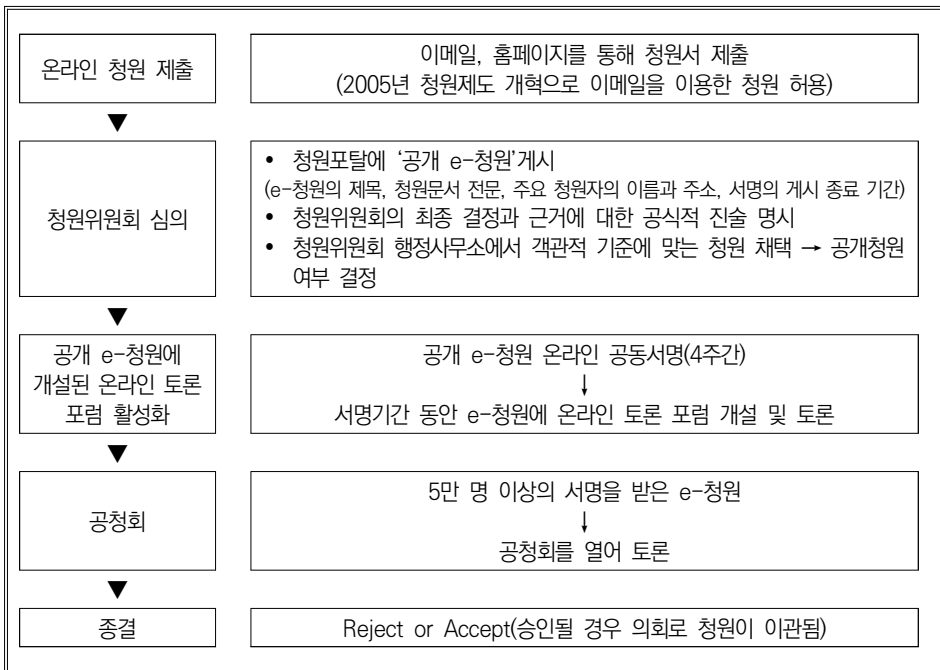 온라인 청원 제출
이메일, 홈페이지를 통해 청원서 제출
(2005년 청원제도 개혁으로 이메일을 이용한 청원 허용)
▼
청원위원회 심의
• 청원포탈에 ‘공개 e-청원’게시
(e-청원의 제목, 청원문서 전문, 주요 청원자의 이름과 주소, 서명의 게시 종료 기간)
• 청원위원회의 최종 결정과 근거에 대한 공식적 진술 명시
• 청원위원회 행정사무소에서 객관적 기준에 맞는 청원 채택 → 공개청원
여부 결정
▼
공개 e-청원에
개설된 온라인 토론
포럼 활성화
공개 e-청원 온라인 공동서명(4주간)
↓
서명기간 동안 e-청원에 온라인 토론 포럼 개설 및 토론
▼
공청회
5만 명 이상의 서명을 받은 e-청원
↓
공청회를 열어 토론
▼
종결
Reject or Accept(승인될 경우 의회로 청원이 이관됨)